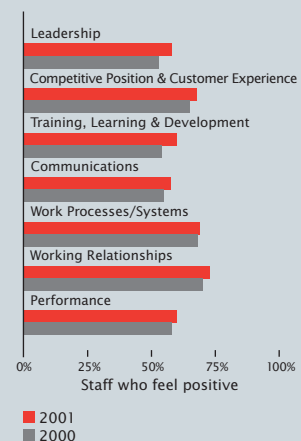 Leadership
Competitive Position & Customer Experience
Training, Learning & Development
Communications
Work Processes/Systems
Working Relationships
Performance
0% 25% 50% 75% 100%
Staff who feel positive
2001
2000